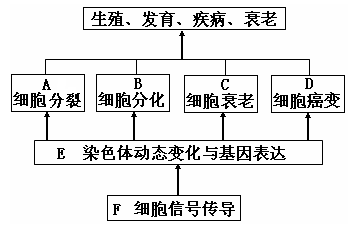 生殖、发育、疾病、衰老
A
细胞分裂
B
细胞分化
C
细胞衰老
D
细胞癌变
E 染色体动态变化与基因表达
F 细胞信号传导